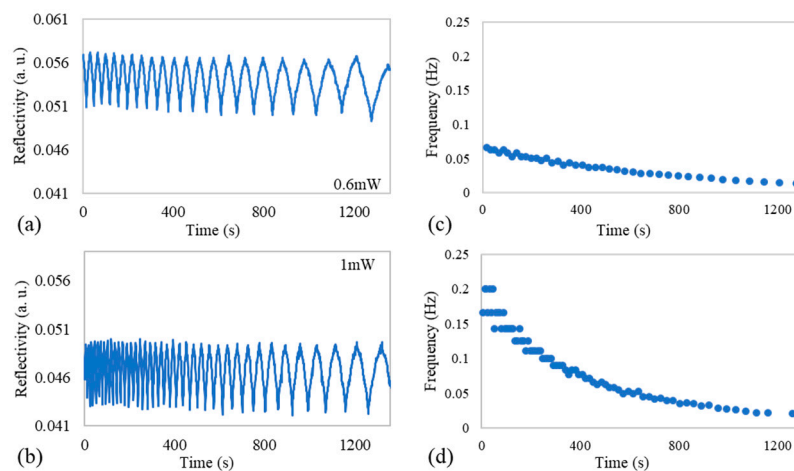 0.061
0.056
0.051
0.046
0.041
Reflectivity (a. u.)
0.6mW
0 400 800 1200
(a)
Time (s)
0.25
0.2
0.15
0.1
0.05
0
Frequency (Hz)
0 400 800 1200
(c)
Time (s)
1mW
0.056
0.051
0.046
0.041
Reflectivity (a. u.)
0 400 800 1200
(b)
Time (s)
0.25
0.2
0.15
0.1
0.05
0
Frequency (Hz)
0 400 800 1200
(d)
Time (s)